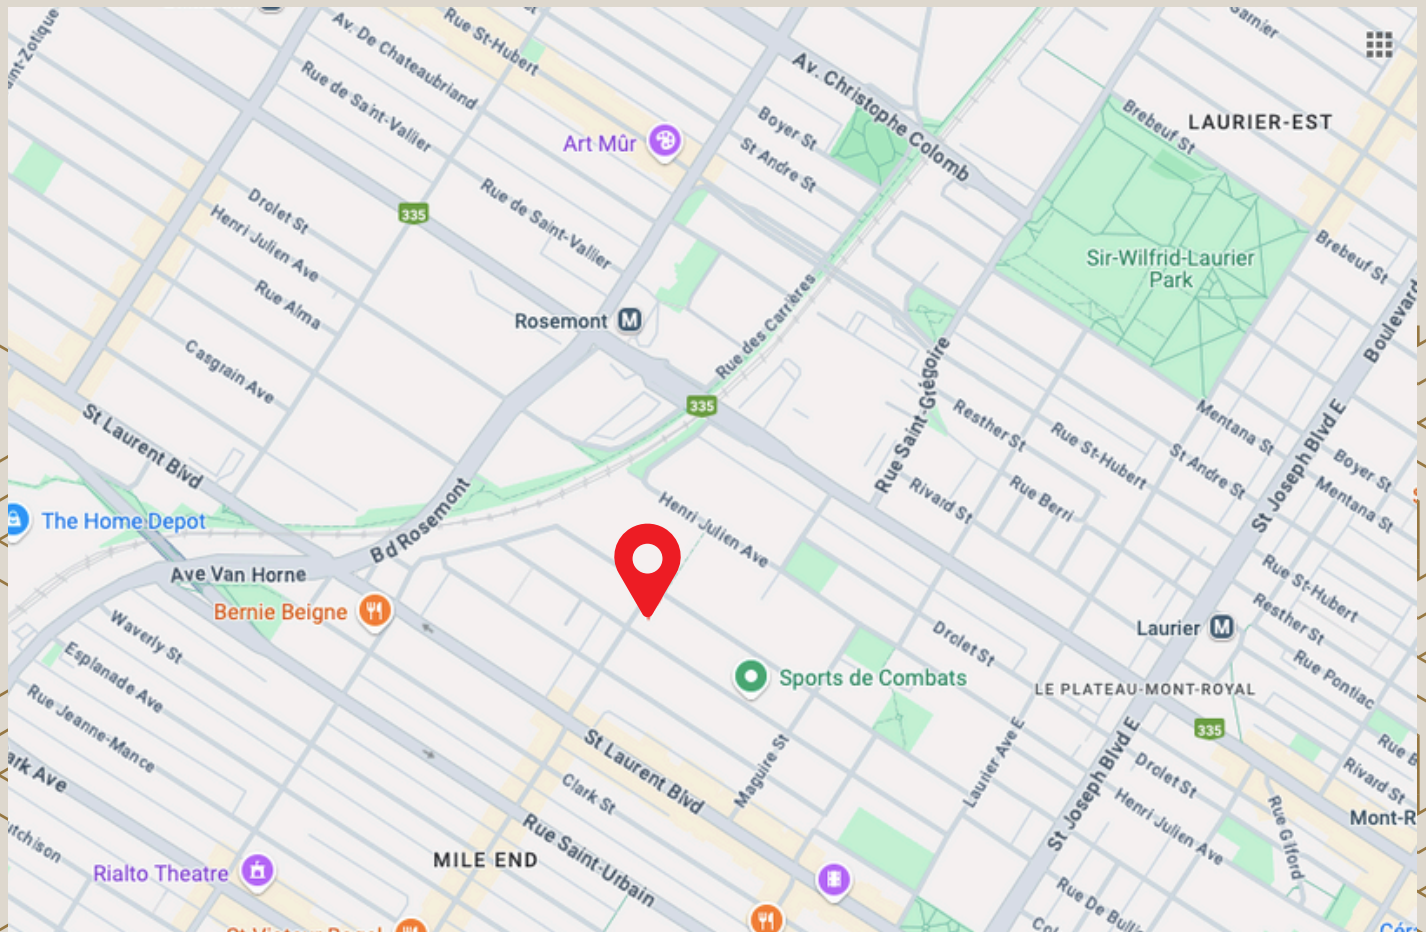 Av. De Chateaubriand
Rue St-Hubert
Garnier
Rue de Saint-Vallier
Av. Christophe Colomb
Boyer St
Brebeuf St
LAURIER-EST
Art Mûr
St Andre St
Drolet St
335
Rue de Saint-Vallier
Henri Julien Ave
Brebeuf St
Sir-Wilfrid-Laurier
Park
Rue Alma
Rosemont
M
Rue des Carrières
Boulevard
Casgrain Ave
Rue Saint-Grégoire
335
St Laurent Blvd
Resther St
Mentana St
Rue St-Hubert
St Andre St
Boyer St
Mentana St
St Joseph Blvd E
Rivard St
Rue Berri
The Home Depot
Bd Rosemont
Henri Julien Ave
Ave Van Horne
Rue St-Hubert
Bernie Beigne
Waverly St
Laurier
M
Resther St
Drolet St
Esplanade Ave
Sports de Combats
Rue Pontiac
LE PLATEAU-MONT-ROYAL
Rue Jeanne-Mance
335
St Laurent Blvd
Maguire St
Laurier Ave E
St Joseph Blvd E
Drolet St
Rivard St
Clark St
Henri Julien Ave
Rue Gilford
Mont-R
Rue Saint-Urbain
MILE END
Rialto Theatre